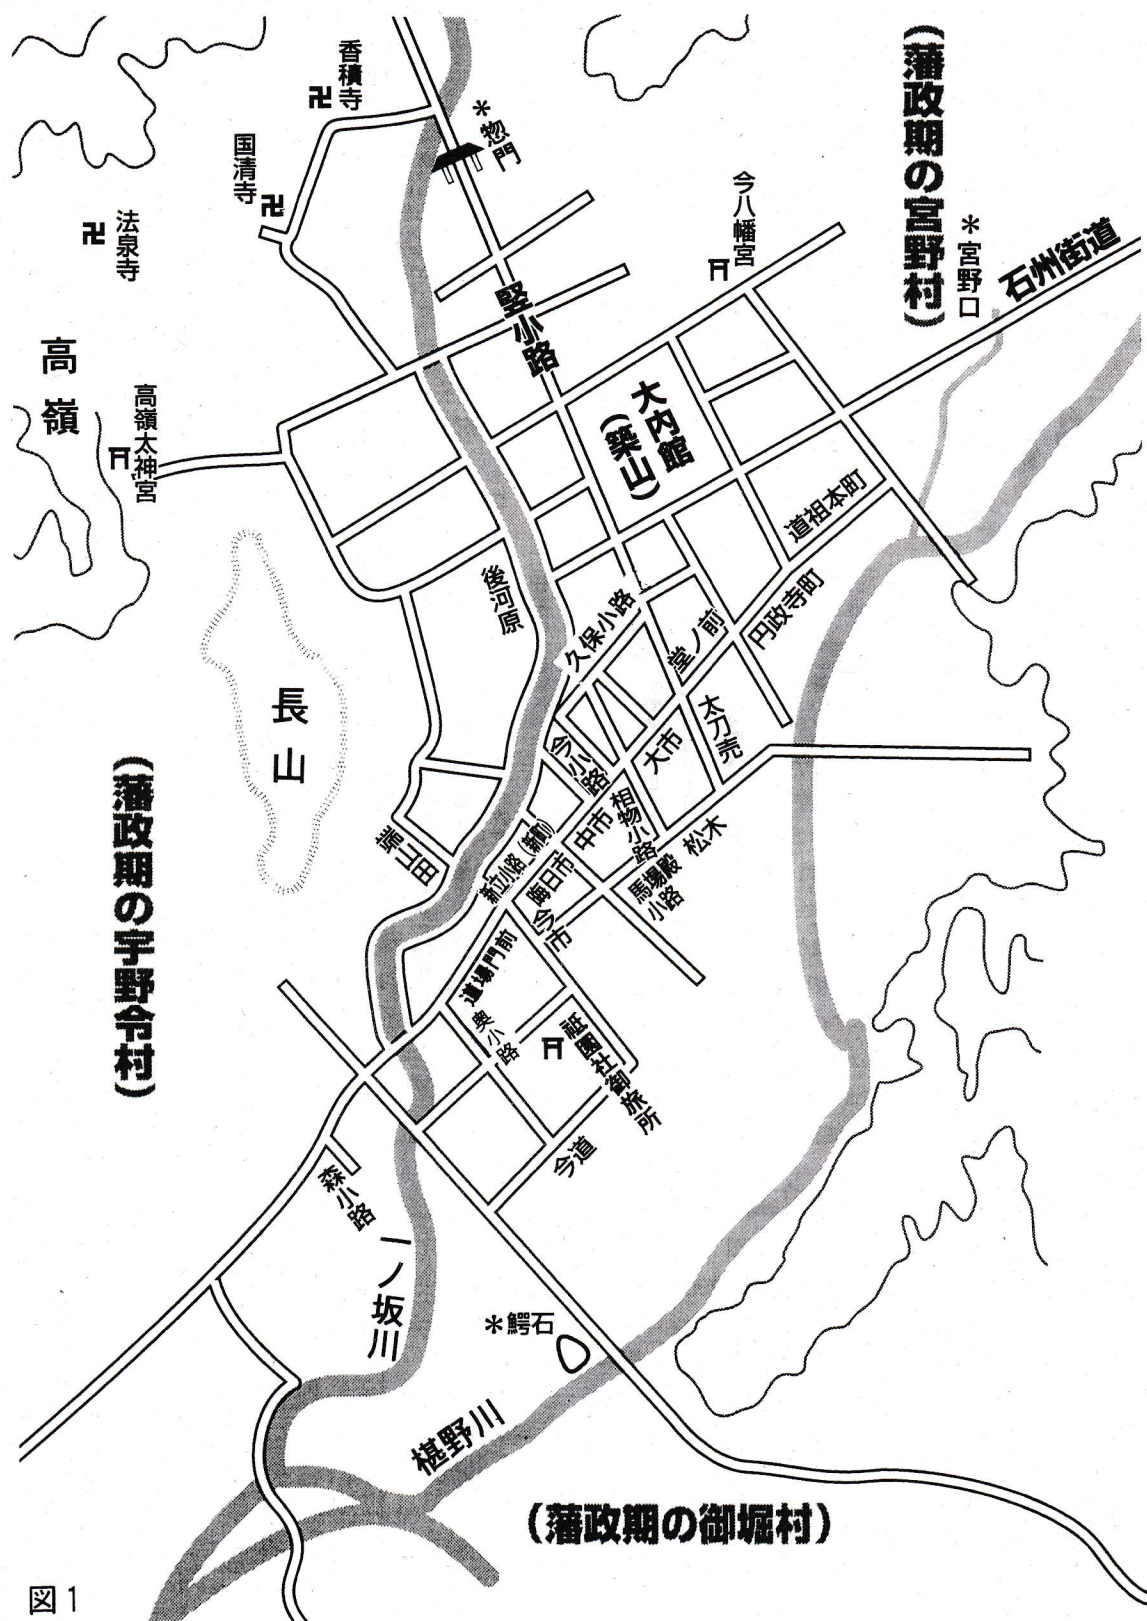 香積寺
＊惣門
(藩政期の宮野村)
国清寺
法泉寺
今八幡宮
＊宮野口
石州街道
竪小路
高嶺
高嶺太神宮
大内館
(築山)
道祖本町
後河原
久保小路
堂ノ前
円政寺町
長山
太刀売
今小路
大市
(藩政期の宇野令村)
相物小路
中市
松木
端山田
新立小路(新町)
晦日市
馬場殿小路
今市
道場門前
奥小路
祇園社御旅所
今道
森小路
一ノ坂川
＊鰐石
椹野川
(藩政期の御堀村)
図1